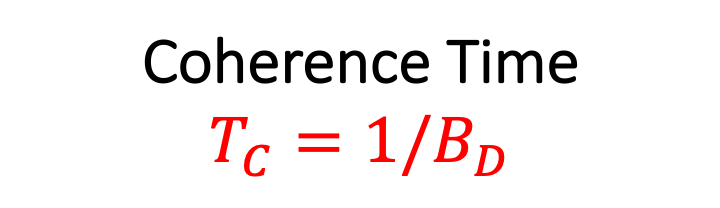 Coherence Time
T_C = 1/B_D